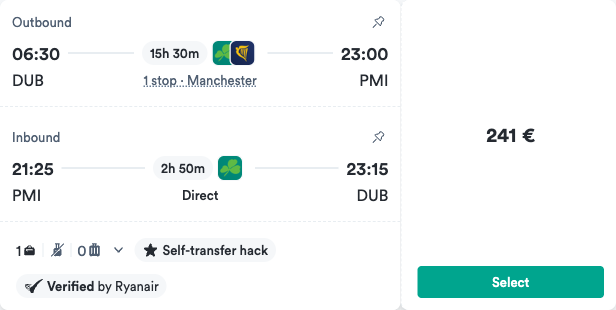 Outbound
06:30 15h 30m 23:00
DUB 1 stop · Manchester PMI
Inbound
21:25 2h 50m 23:15
PMI Direct DUB
1 0 Self-transfer hack
Verified by Ryanair
241 €
Select